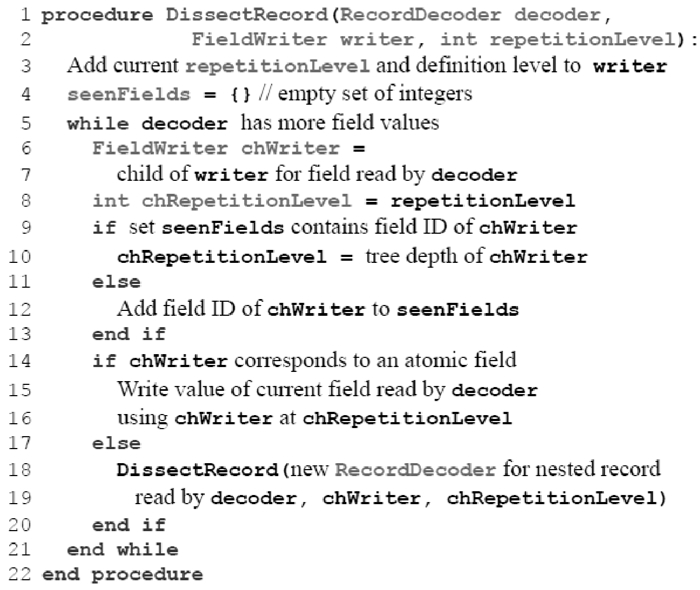 1 procedure DissectRecord(RecordDecoder decoder,
2 FieldWriter writer, int repetitionLevel):
3 Add current repetitionLevel and definition level to writer
4 seenFields = {} // empty set of integers
5 while decoder has more field values
6 FieldWriter chWriter =
7 child of writer for field read by decoder
8 int chRepetitionLevel = repetitionLevel
9 if set seenFields contains field ID of chWriter
10 chRepetitionLevel = tree depth of chWriter
11 else
12 Add field ID of chWriter to seenFields
13 end if
14 if chWriter corresponds to an atomic field
15 Write value of current field read by decoder
16 using chWriter at chRepetitionLevel
17 else
18 DissectRecord(new RecordDecoder for nested record
19 read by decoder, chWriter, chRepetitionLevel)
20 end if
21 end while
22 end procedure